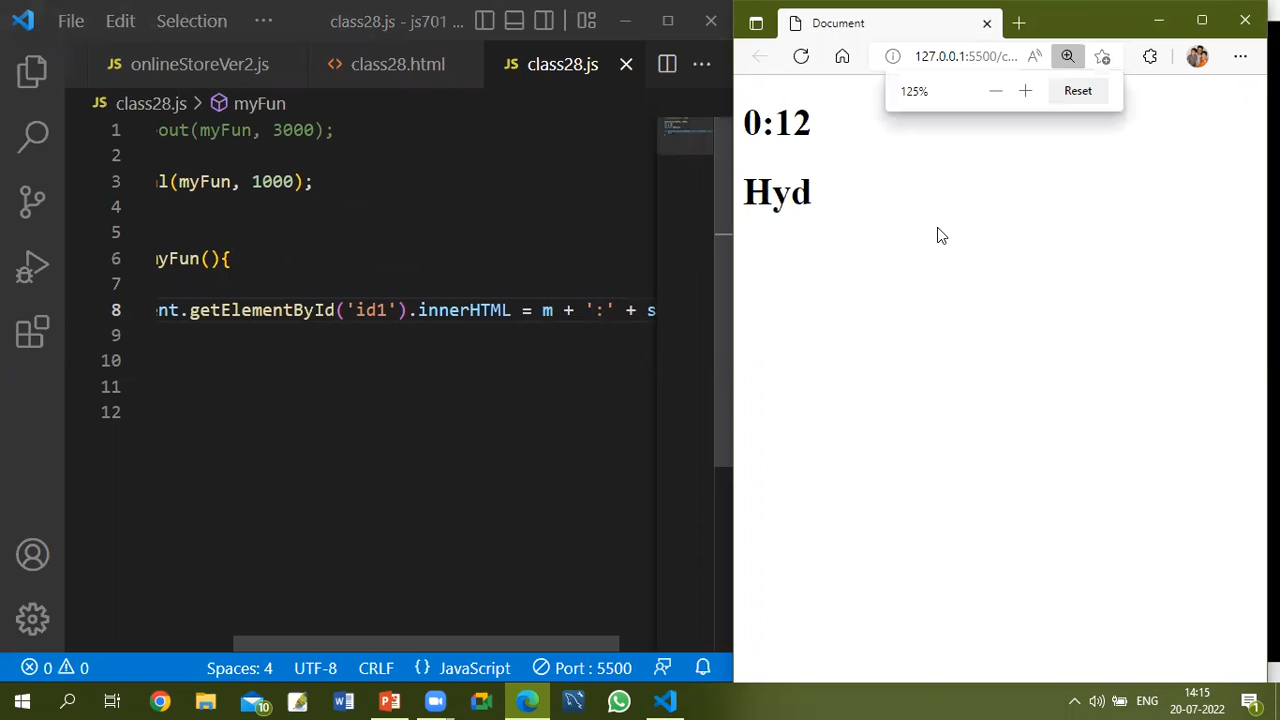 File Edit Selection ··· class28.js - js701 ...
onlineStoreVer2.js class28.html class28.js
class28.js > myFun
1 out(myFun, 3000);
2
3 l(myFun, 1000);
4
5
6 yFun(){
7
8 nt.getElementById('id1').innerHTML = m + ':' + s
9
10
11
12
0 0 Spaces: 4 UTF-8 CRLF {} JavaScript Port : 5500
Document
127.0.0.1:5500/c...
125% Reset
0:12
Hyd
10
ENG
14:15
20-07-2022
1